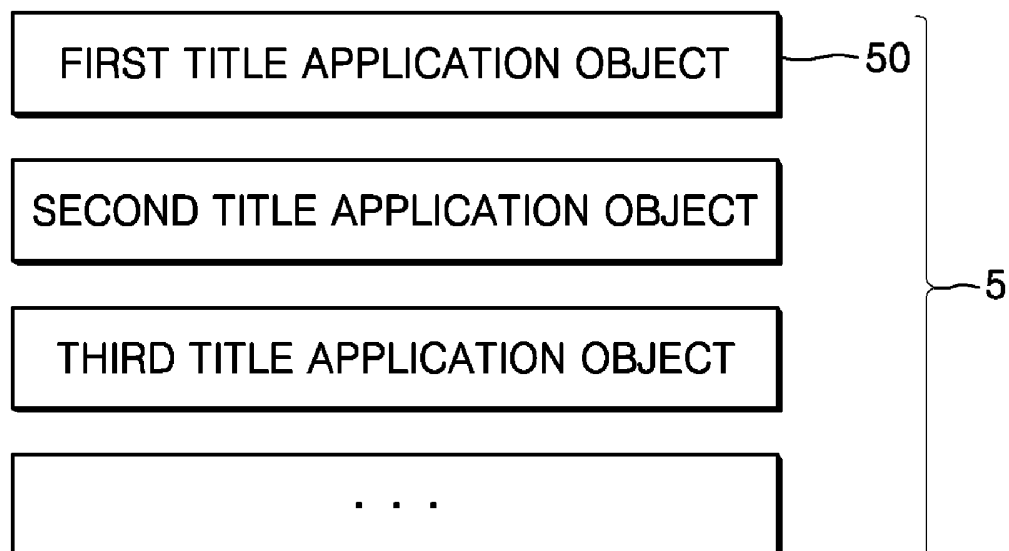 FIRST TITLE APPLICATION OBJECT
50
SECOND TITLE APPLICATION OBJECT
5
THIRD TITLE APPLICATION OBJECT
. . .